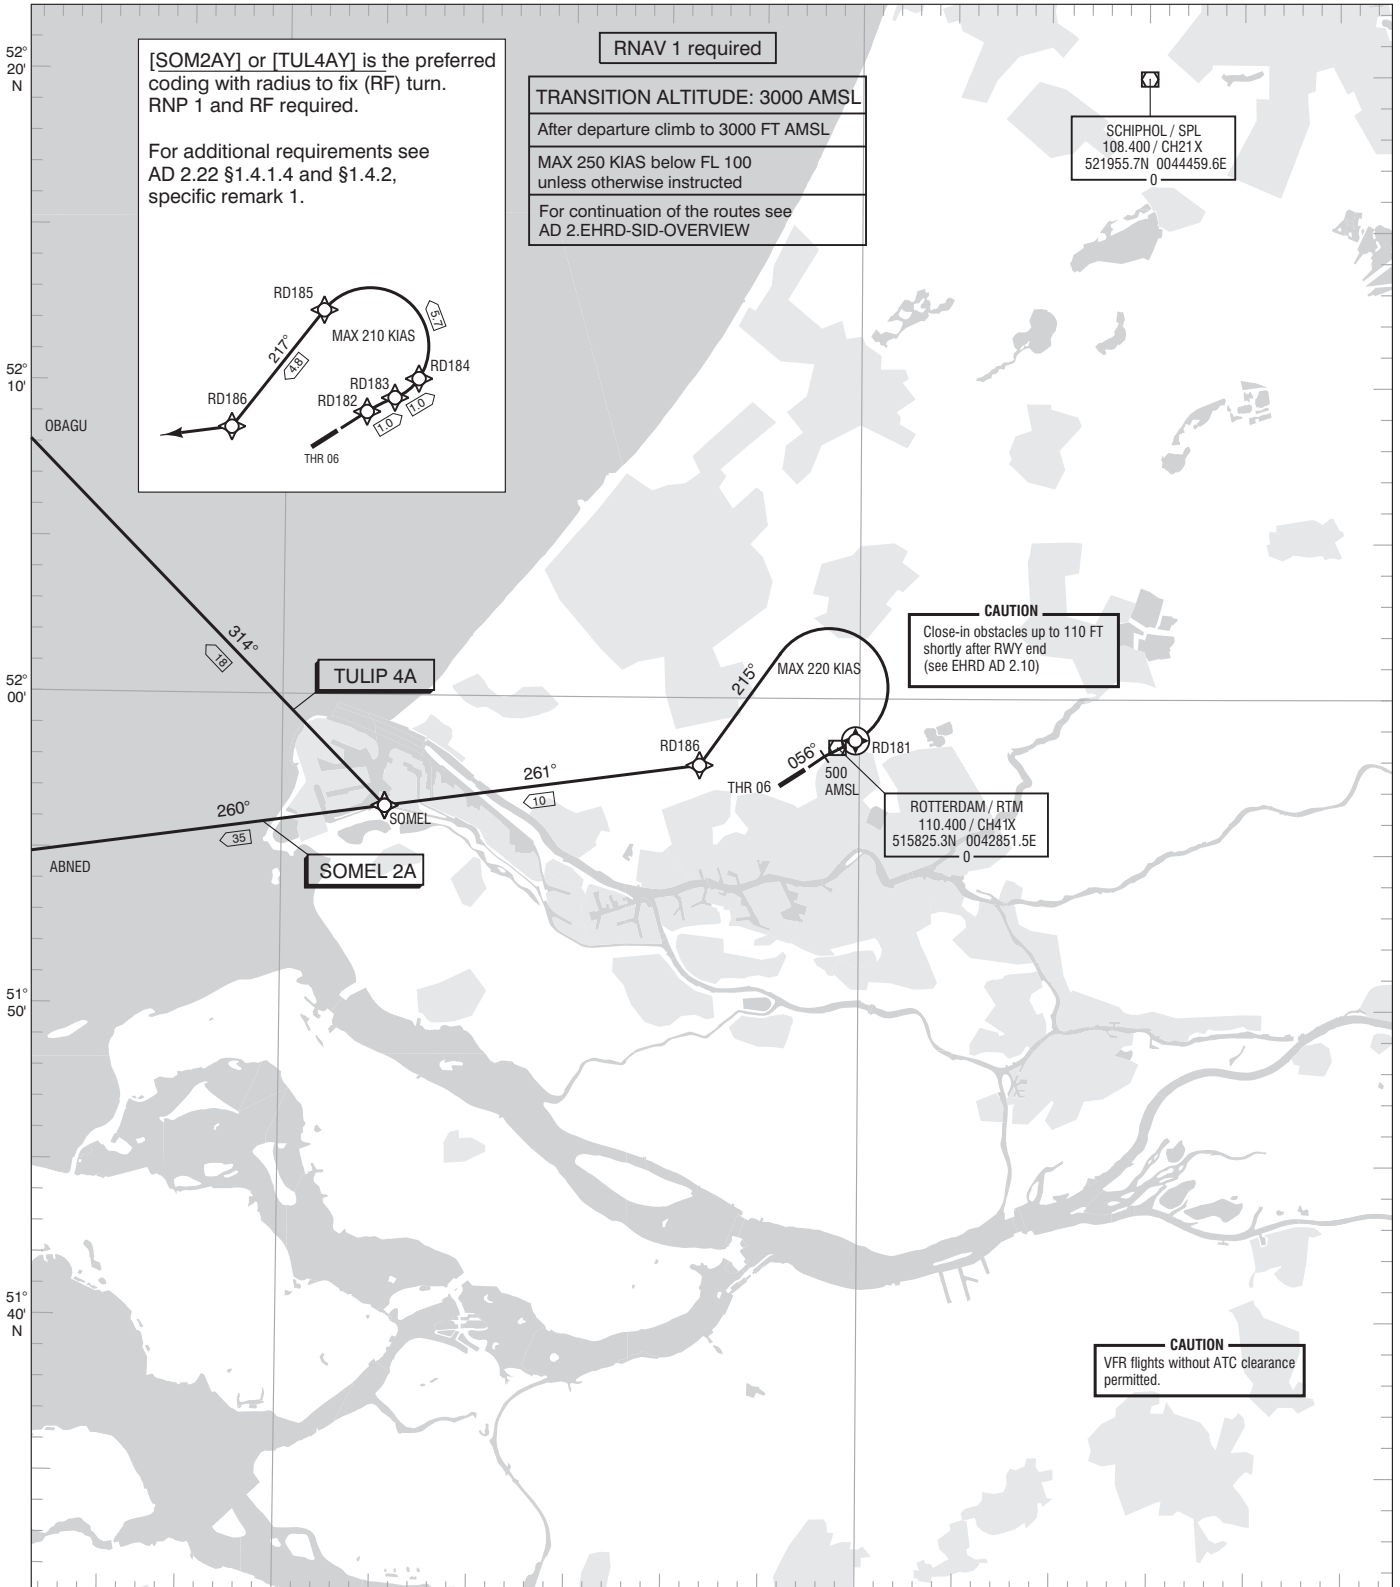 52°
20'
N
[SOM2AY] or [TUL4AY] is the preferred
coding with radius to fix (RF) turn.
RNP 1 and RF required.
For additional requirements see
AD 2.22 §1.4.1.4 and §1.4.2,
specific remark 1.
RNAV 1 required
TRANSITION ALTITUDE: 3000 AMSL
After departure climb to 3000 FT AMSL
MAX 250 KIAS below FL 100
unless otherwise instructed
For continuation of the routes see
AD 2.EHRD-SID-OVERVIEW
SCHIPHOL / SPL
108.400 / CH21X
521955.7N 0044459.6E
0
RD185
MAX 210 KIAS
5.7
217°
4.8
RD184
RD183
RD182
1.0
1.0
RD186
THR 06
52°
10'
OBAGU
314°
18
TULIP 4A
52°
00'
CAUTION
Close-in obstacles up to 110 FT
shortly after RWY end
(see EHRD AD 2.10)
MAX 220 KIAS
215°
RD186
RD181
056°
500
AMSL
THR 06
261°
10
ROTTERDAM / RTM
110.400 / CH41X
515825.3N 0042851.5E
0
SOMEL
260°
35
ABNED
SOMEL 2A
51°
50'
51°
40'
N
CAUTION
VFR flights without ATC clearance
permitted.